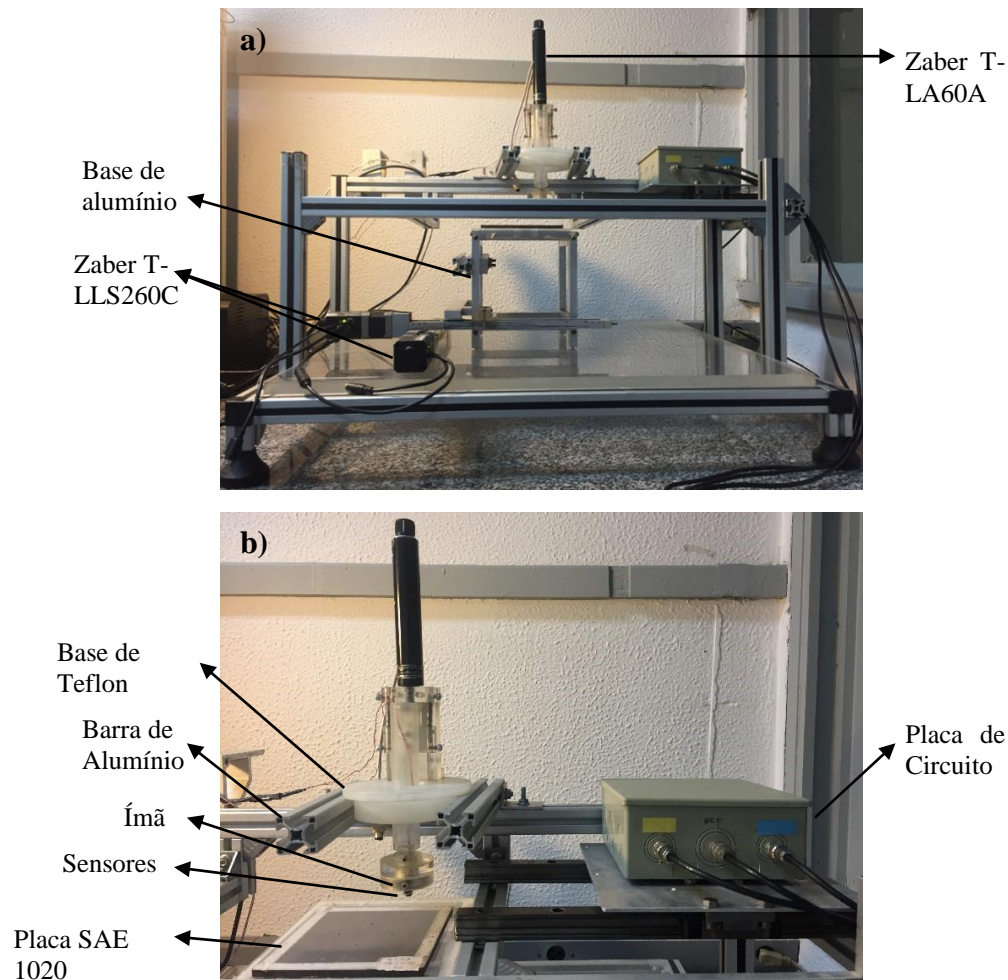 a)
Zaber T-
LA60A
Base de
alumínio
Zaber T-
LLS260C
b)
Base de
Teflon
Barra de
Alumínio
Placa de
Circuito
Ímã
Sensores
Placa SAE
1020